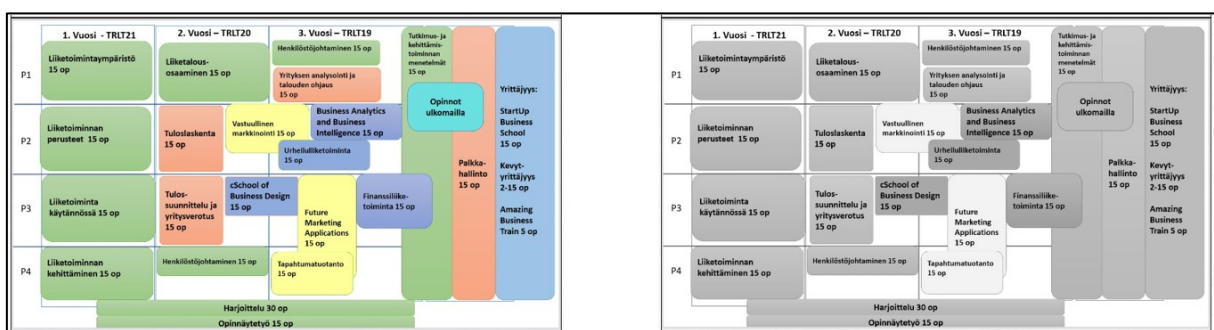 1. Vuosi - TRLT21
2. Vuosi – TRLT20
3. Vuosi – TRLT19
P1
Liiketoimintaympäristö
15 op
Liiketalous-
osaaminen 15 op
Henkilöstöjohtaminen 15 op
Yrityksen analysointi ja
talouden ohjaus
15 op
Tutkimus- ja
kehittämis-
toiminnan
menetelmät
15 op
Opinnot
ulkomailla
P2
Liiketoiminnan
perusteet 15 op
Tuloslaskenta
15 op
Vastuullinen
markkinointi 15 op
Business Analytics
and Business
Intelligence 15 op
Urheiluliiketoiminta
15 op
Palkka-
hallinto
15 op
Yrittäjyys:
StartUp
Business
School
15 op
Kevyt-
yrittäjyys
2-15 op
Amazing
Business
Train 5 op
P3
Liiketoiminta
käytännössä 15 op
Tulos-
suunnittelu ja
yritysverotus
15 op
cSchool of
Business Design
15 op
Future
Marketing
Applications
15 op
Finanssiliike-
toiminta 15 op
P4
Liiketoiminnan
kehittäminen 15 op
Henkilöstöjohtaminen 15 op
Tapahtumatuotanto
15 op
Harjoittelu 30 op
Opinnäytetyö 15 op
1. Vuosi - TRLT21
2. Vuosi – TRLT20
3. Vuosi – TRLT19
P1
Liiketoimintaympäristö
15 op
Liiketalous-
osaaminen 15 op
Henkilöstöjohtaminen 15 op
Yrityksen analysointi ja
talouden ohjaus
15 op
Tutkimus- ja
kehittämis-
toiminnan
menetelmät
15 op
Opinnot
ulkomailla
P2
Liiketoiminnan
perusteet 15 op
Tuloslaskenta
15 op
Vastuullinen
markkinointi 15 op
Business Analytics
and Business
Intelligence 15 op
Urheiluliiketoiminta
15 op
Palkka-
hallinto
15 op
Yrittäjyys:
StartUp
Business
School
15 op
Kevyt-
yrittäjyys
2-15 op
Amazing
Business
Train 5 op
P3
Liiketoiminta
käytännössä 15 op
Tulos-
suunnittelu ja
yritysverotus
15 op
cSchool of
Business Design
15 op
Future
Marketing
Applications
15 op
Finanssiliike-
toiminta 15 op
P4
Liiketoiminnan
kehittäminen 15 op
Henkilöstöjohtaminen 15 op
Tapahtumatuotanto
15 op
Harjoittelu 30 op
Opinnäytetyö 15 op